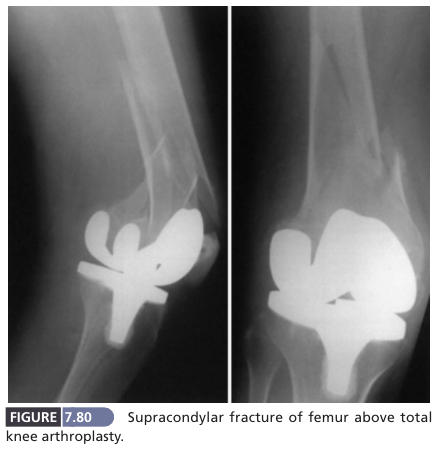 FIGURE 7.80 Supracondylar fracture of femur above total
knee arthroplasty.